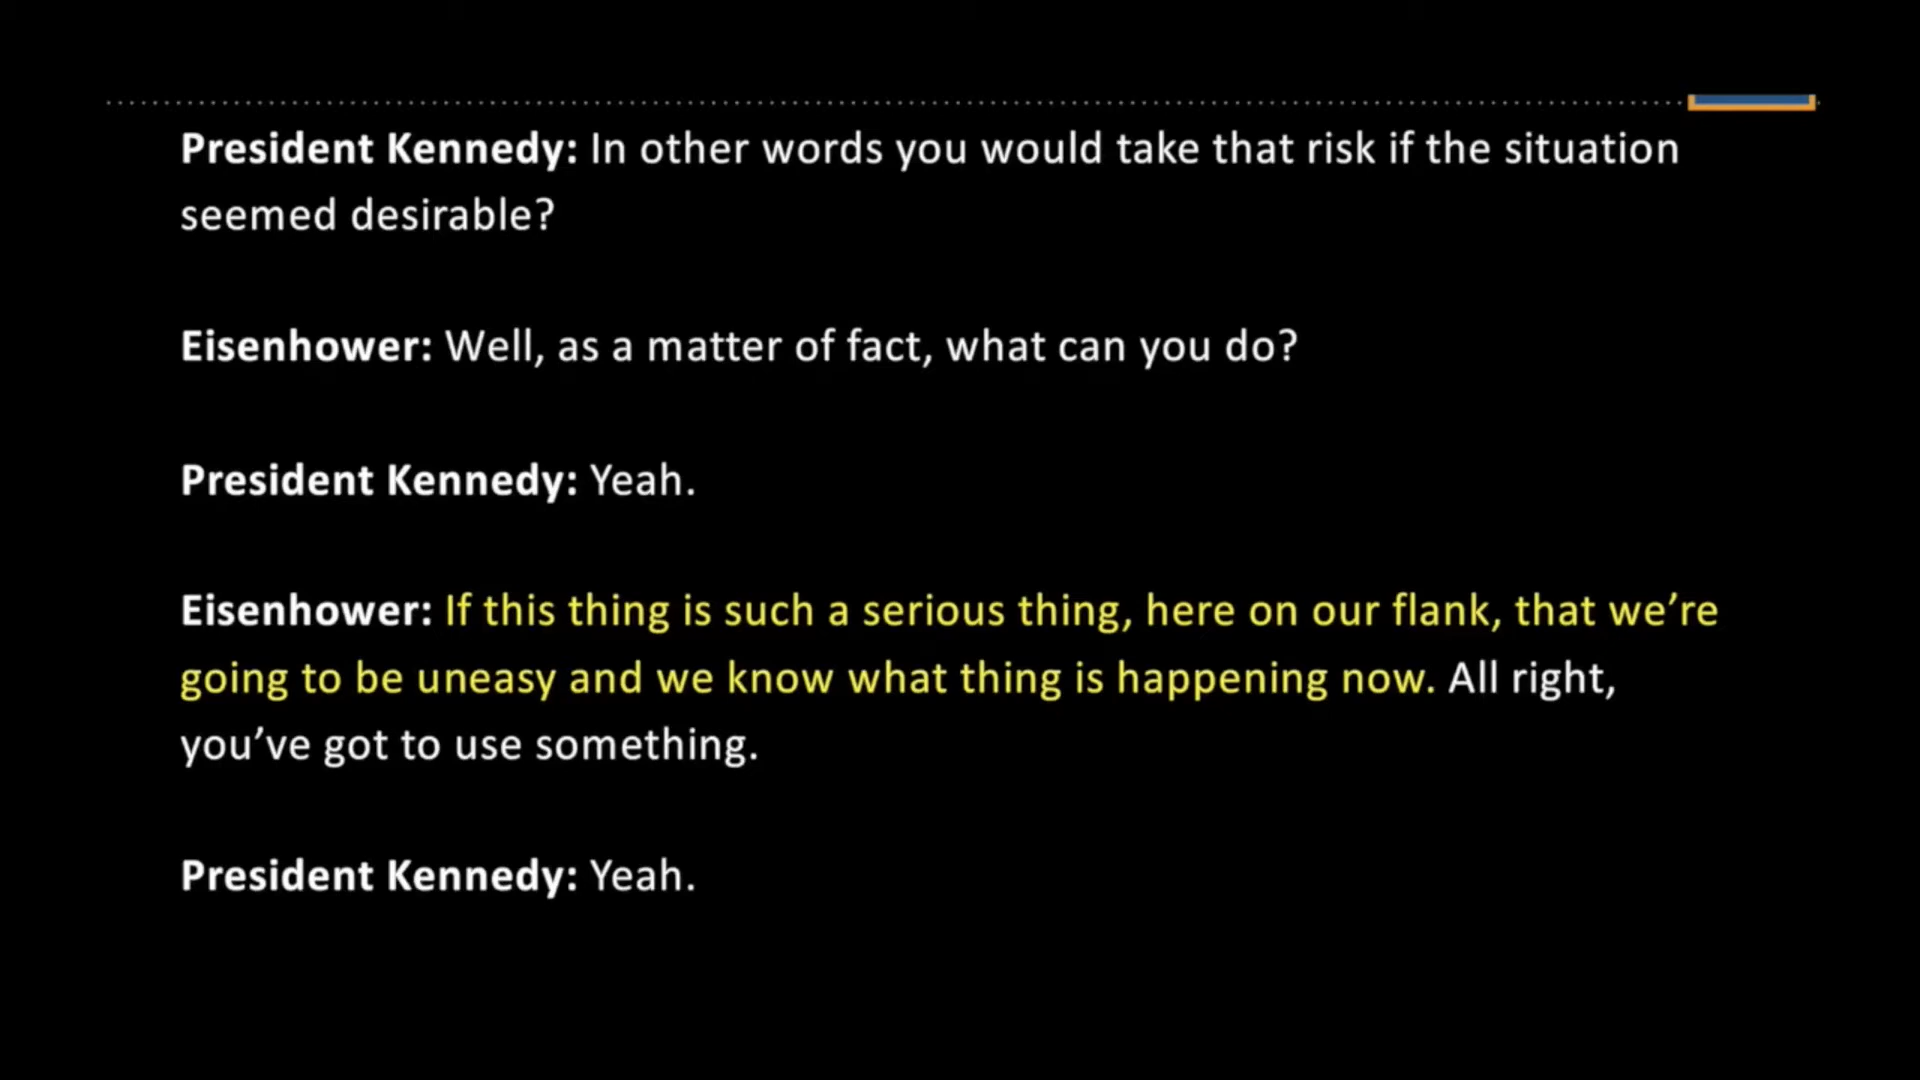 President Kennedy: In other words you would take that risk if the situation
seemed desirable?
Eisenhower: Well, as a matter of fact, what can you do?
President Kennedy: Yeah.
Eisenhower: If this thing is such a serious thing, here on our flank, that we’re
going to be uneasy and we know what thing is happening now. All right,
you’ve got to use something.
President Kennedy: Yeah.